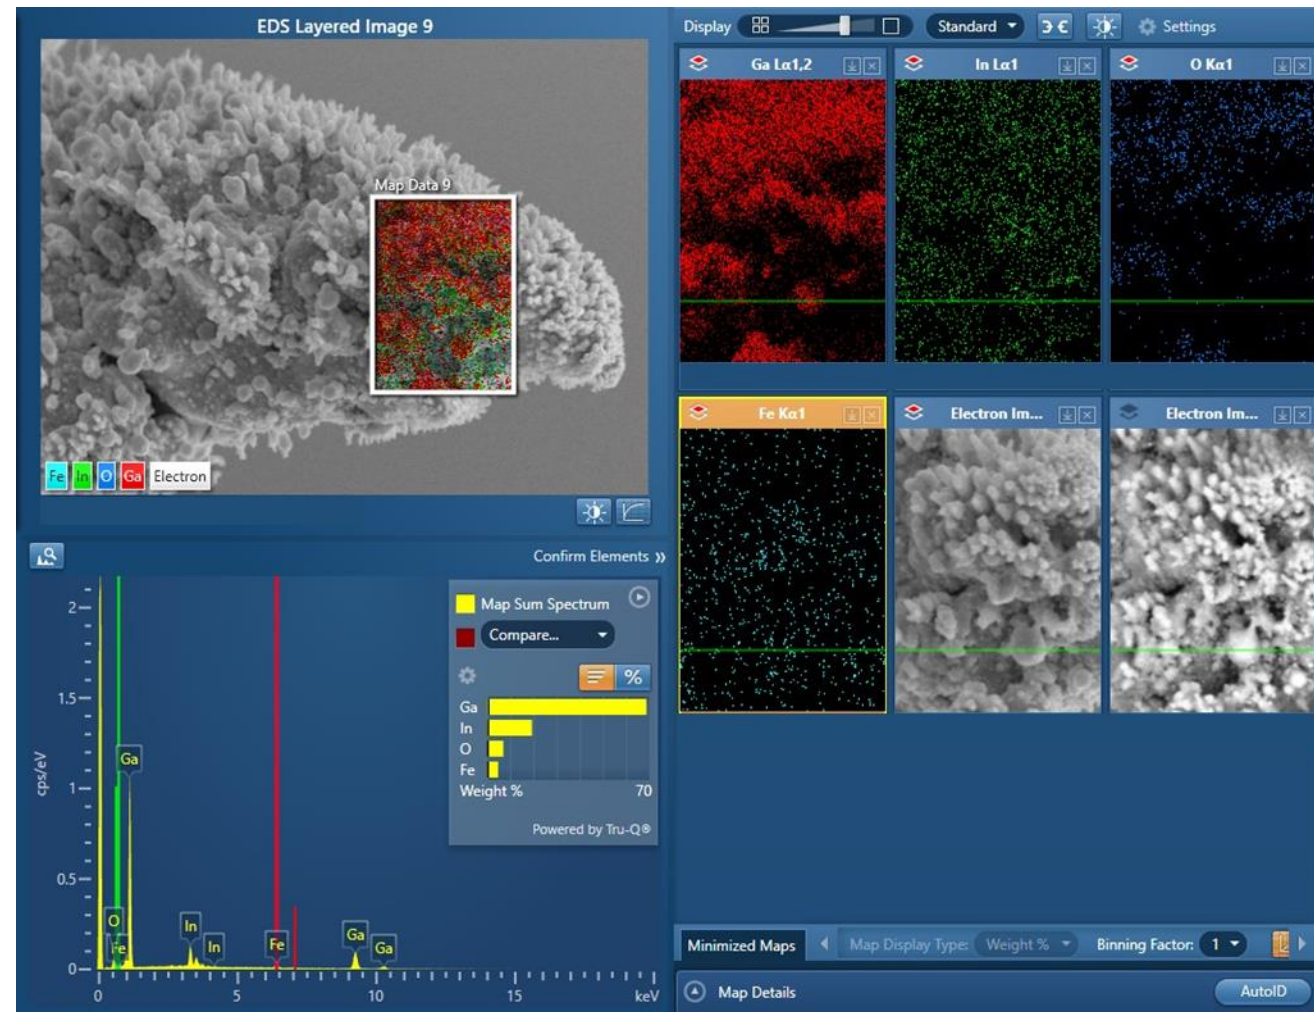 EDS Layered Image 9
Map Data 9
Fe In O Ga Electron
Confirm Elements »
Map Sum Spectrum
Compare...
%
Ga
In
O
Fe
Weight % 70
Powered by Tru-Q®
cps/eV
2
1.5
1
0.5
0
Ga
O
Fe
In
In
Fe
Ga
Ga
0 5 10 15 keV
Display Standard Settings
Ga Lα1,2 In Lα1 O Kα1
Fe Kα1 Electron Im... Electron Im...
Minimized Maps Map Display Type: Weight % Binning Factor: 1
Map Details AutoID